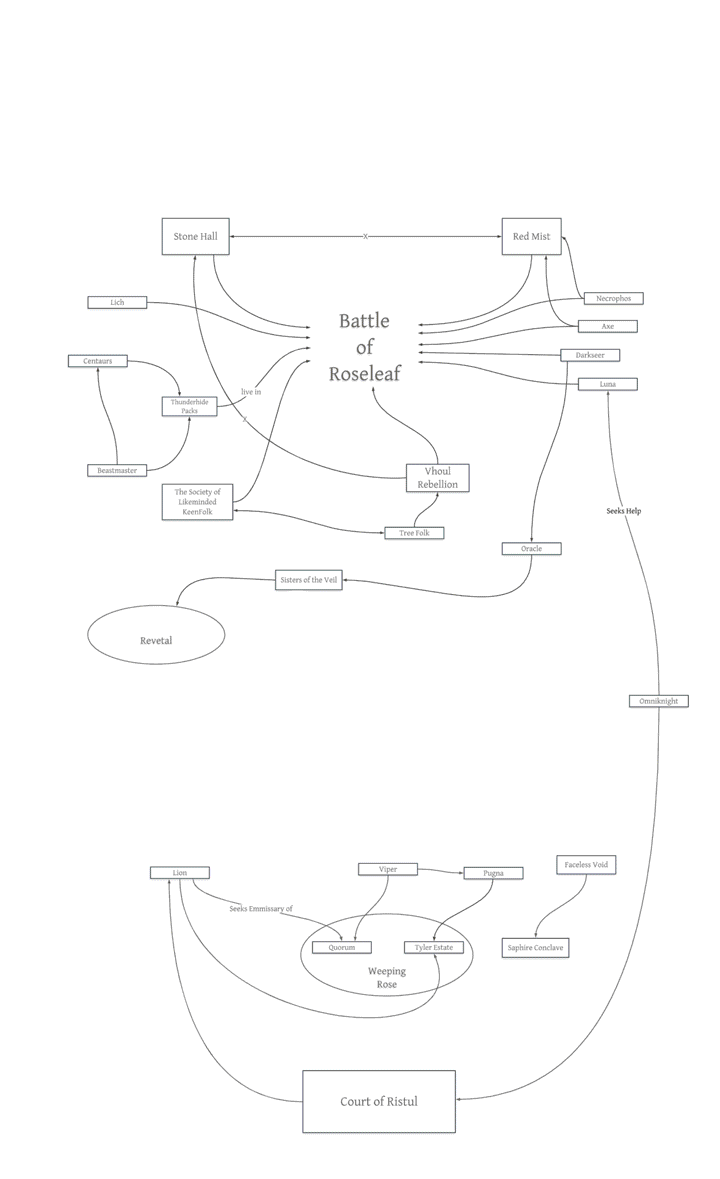 Stone Hall
X
Red Mist
Lich
Battle
of
Roseleaf
Necrophos
Axe
Darkseer
Centaurs
Luna
live in
Thunderhide
Packs
X
Beastmaster
Vhoul
Rebellion
The Society of
Likeminded
KeenFolk
Seeks Help
Tree Folk
Oracle
Sisters of the Veil
Revetal
Omniknight
Lion
Viper
Pugna
Faceless Void
Seeks Emmissary of
Quorum
Tyler Estate
Saphire Conclave
Weeping
Rose
Court of Ristul